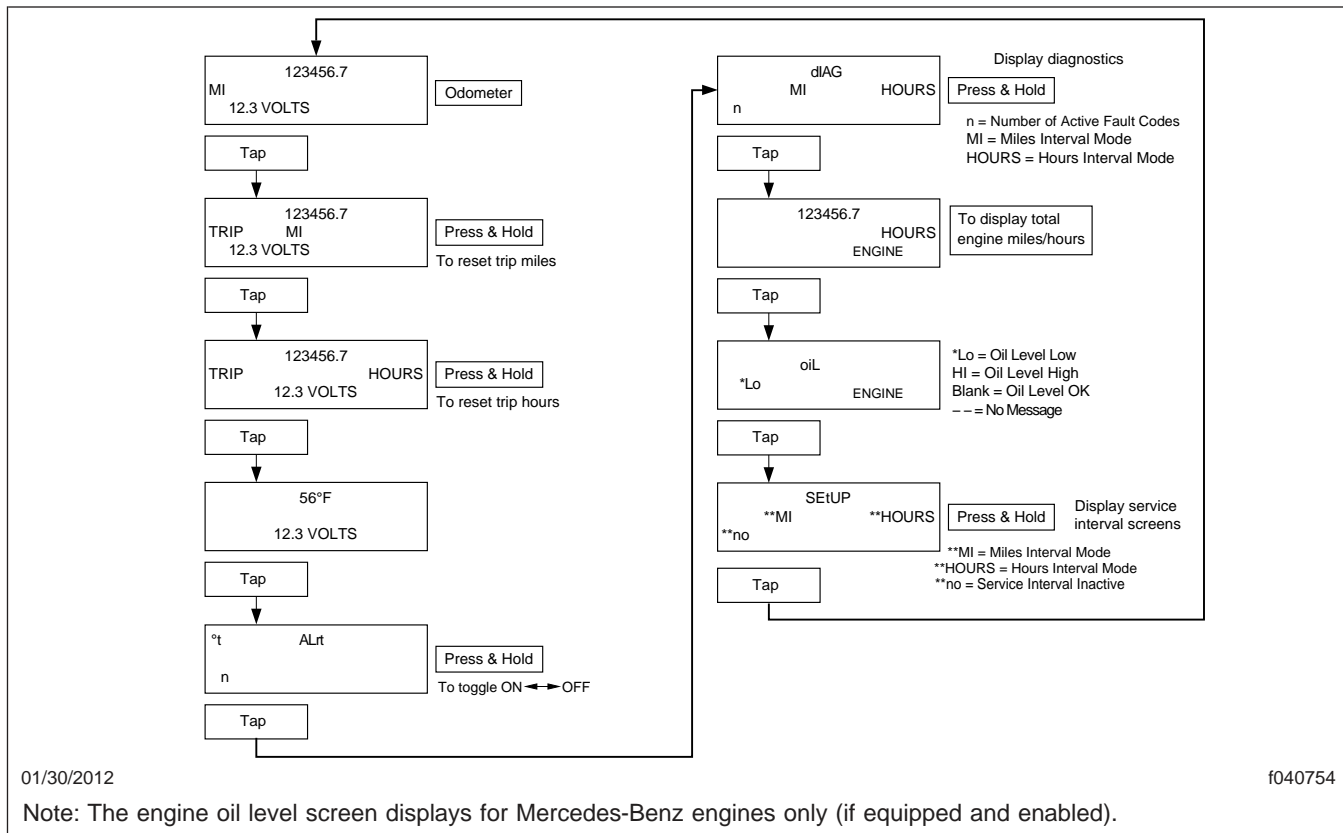 123456.7
MI
12.3 VOLTS
Odometer
Tap
123456.7
TRIP MI
12.3 VOLTS
Press & Hold
To reset trip miles
Tap
123456.7
TRIP HOURS
12.3 VOLTS
Press & Hold
To reset trip hours
Tap
56°F
12.3 VOLTS
Tap
°t ALrt
n
Press & Hold
To toggle ON OFF
Tap
dIAG
MI HOURS
n
Display diagnostics
Press & Hold
n = Number of Active Fault Codes
MI = Miles Interval Mode
HOURS = Hours Interval Mode
Tap
123456.7
HOURS
ENGINE
To display total
engine miles/hours
Tap
oiL
*Lo
ENGINE
*Lo = Oil Level Low
HI = Oil Level High
Blank = Oil Level OK
– – = No Message
Tap
SEtUP
**MI **HOURS
**no
Press & Hold
Display service
interval screens
**MI = Miles Interval Mode
**HOURS = Hours Interval Mode
**no = Service Interval Inactive
Tap
01/30/2012
f040754
Note: The engine oil level screen displays for Mercedes-Benz engines only (if equipped and enabled).